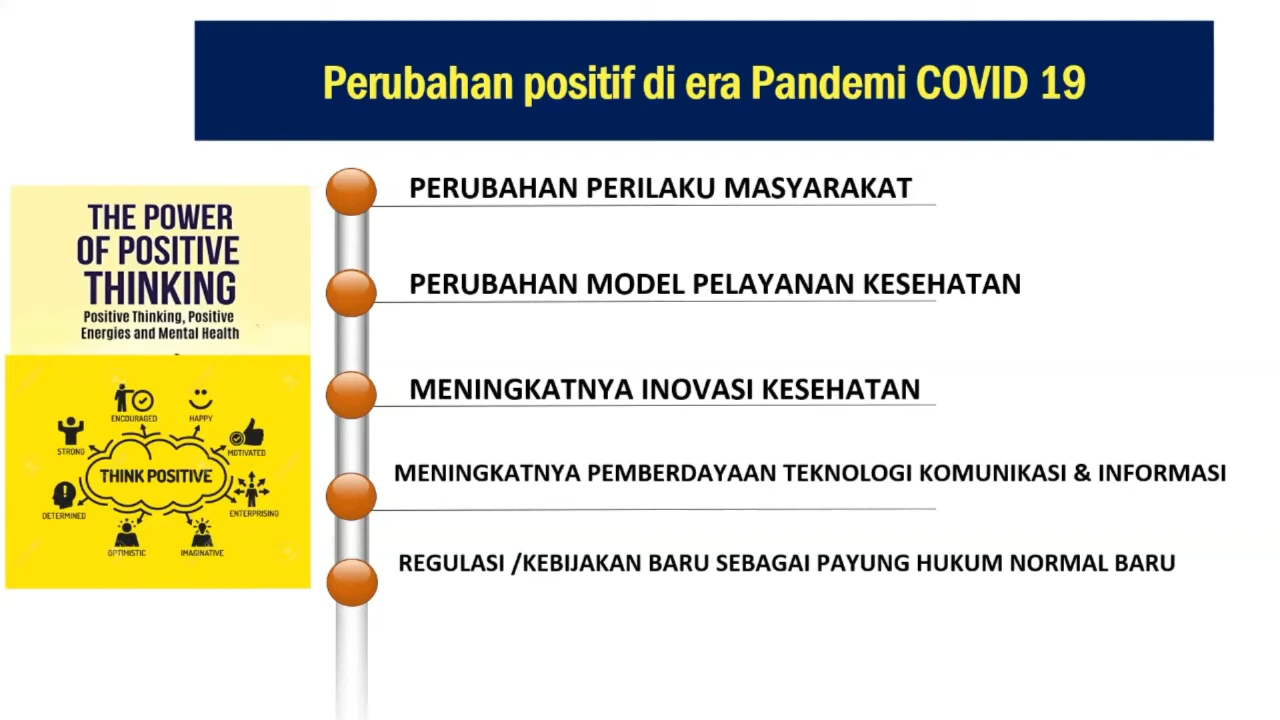 Perubahan positif di era Pandemi COVID 19
PERUBAHAN PERILAKU MASYARAKAT
PERUBAHAN MODEL PELAYANAN KESEHATAN
MENINGKATNYA INOVASI KESEHATAN
MENINGKATNYA PEMBERDAYAAN TEKNOLOGI KOMUNIKASI & INFORMASI
REGULASI /KEBIJAKAN BARU SEBAGAI PAYUNG HUKUM NORMAL BARU
THE POWER
OF POSITIVE
THINKING
Positive Thinking, Positive
Energies and Mental Health
ENCOURAGED
HAPPY
STRONG
MOTIVATED
THINK POSITIVE
DETERMINED
ENTERPRISING
OPTIMISTIC
IMAGINATIVE